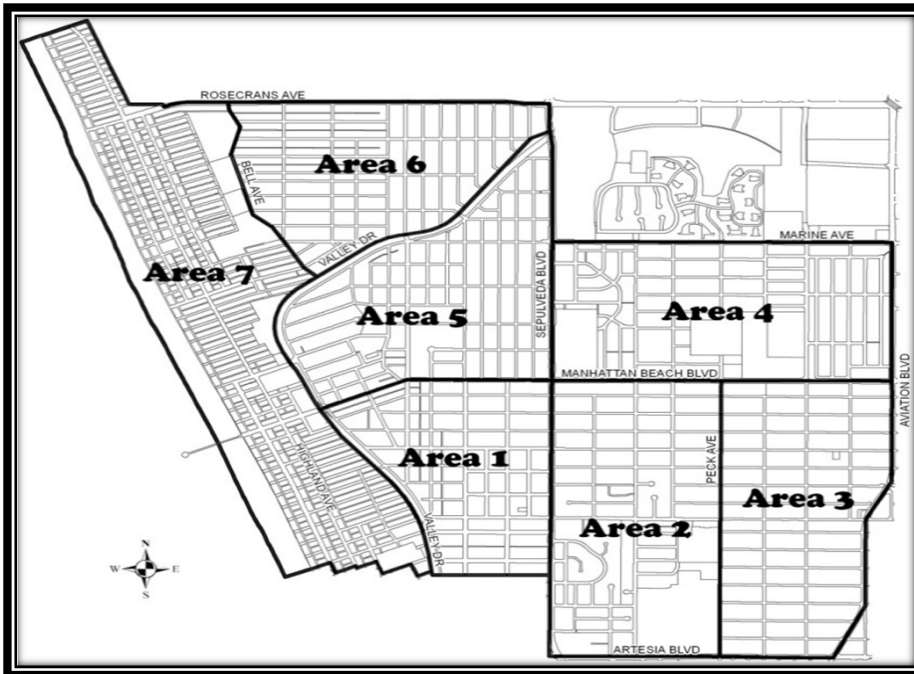 ROSECRANS AVE
Area 6
BELL AVE
MARINE AVE
VALLEY DR
Area 7
SEPULVEDA BLVD
Area 5
Area 4
MANHATTAN BEACH BLVD
AVIATION BLVD
HIGHLAND AVE
Area 1
PECK AVE
Area 3
Area 2
VALLEY DR
N
W E
S
ARTESIA BLVD